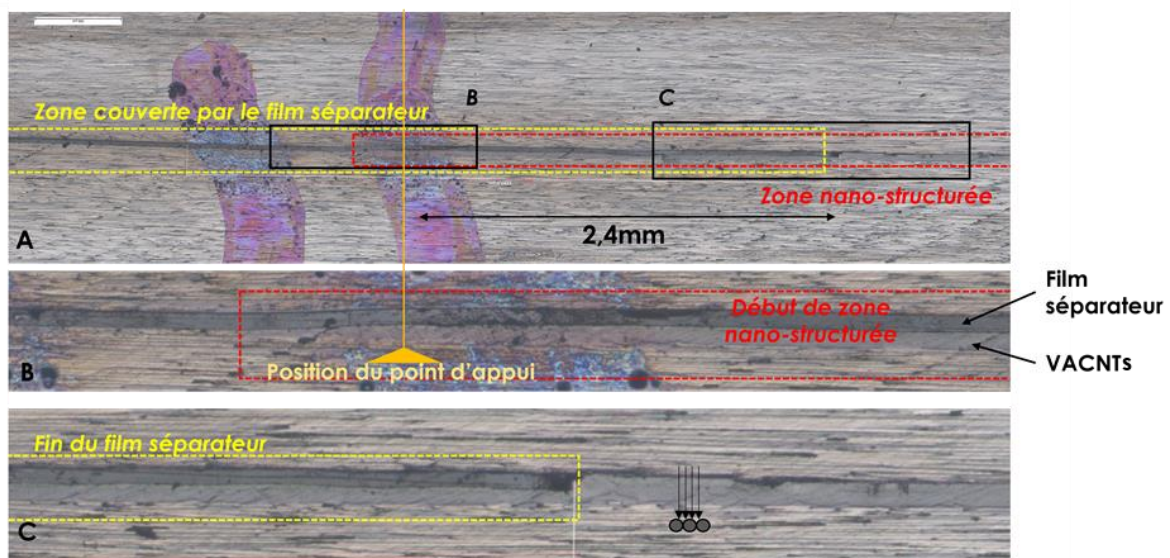 Zone couverte par le film séparateur
B
C
Zone nano-structurée
A
2,4mm
Début de zone
nano-structurée
Film
séparateur
VACNTs
B
Position du point d'appui
Fin du film séparateur
C